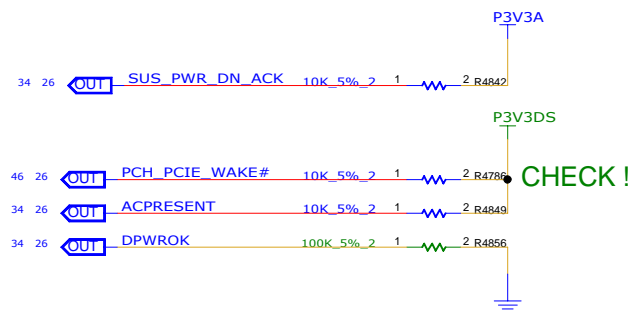 P3V3A
34 26 OUT SUS_PWR_DN_ACK 10K_5%_2 1 2 R4842
P3V3DS
46 26 OUT PCH_PCIE_WAKE# 10K_5%_2 1 2 R4786 CHECK !
34 26 OUT ACPRESENT 10K_5%_2 1 2 R4849
34 26 OUT DPWROK 100K_5%_2 1 2 R4856